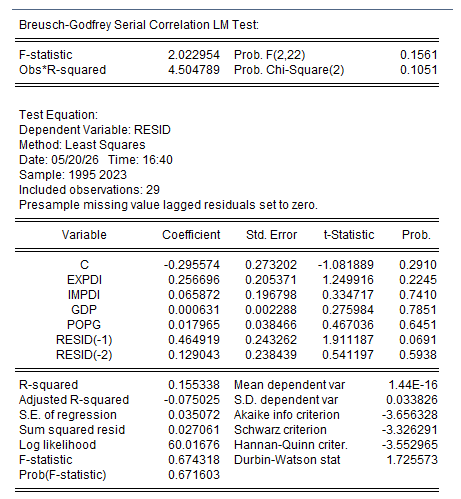 Breusch-Godfrey Serial Correlation LM Test:
F-statistic 2.022954 Prob. F(2,22) 0.1561
Obs*R-squared 4.504789 Prob. Chi-Square(2) 0.1051
Test Equation:
Dependent Variable: RESID
Method: Least Squares
Date: 05/20/26 Time: 16:40
Sample: 1995 2023
Included observations: 29
Presample missing value lagged residuals set to zero.
Variable Coefficient Std. Error t-Statistic Prob.
C -0.295574 0.273202 -1.081889 0.2910
EXPDI 0.256696 0.205371 1.249916 0.2245
IMPDI 0.065872 0.196798 0.334717 0.7410
GDP 0.000631 0.002288 0.275984 0.7851
POPG 0.017965 0.038466 0.467036 0.6451
RESID(-1) 0.464919 0.243262 1.911187 0.0691
RESID(-2) 0.129043 0.238439 0.541197 0.5938
R-squared 0.155338 Mean dependent var 1.44E-16
Adjusted R-squared -0.075025 S.D. dependent var 0.033826
S.E. of regression 0.035072 Akaike info criterion -3.656328
Sum squared resid 0.027061 Schwarz criterion -3.326291
Log likelihood 60.01676 Hannan-Quinn criter. -3.552965
F-statistic 0.674318 Durbin-Watson stat 1.725573
Prob(F-statistic) 0.671603